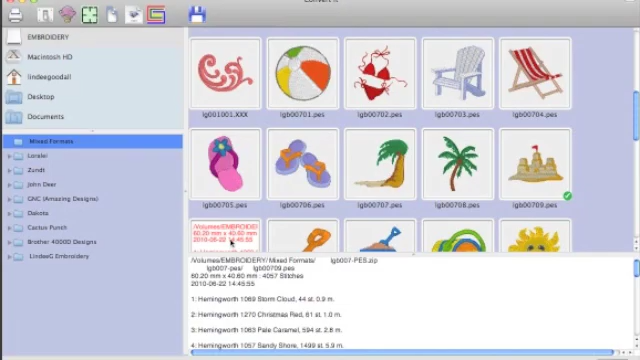 EMBROIDERY
Macintosh HD
lindeegoodall
Desktop
Documents
Mixed Formats
Loralei
Zundt
John Deer
GNC (Amazing Designs)
Dakota
Cactus Punch
Brother 4000D Designs
LindeeG Embroidery
lg001001.XXX
lgb00701.pes
lgb00702.pes
lgb00703.pes
lgb00704.pes
lgb00705.pes
lgb00706.pes
lgb00707.pes
lgb00708.pes
lgb00709.pes
/Volumes/EMBROID
60.20 mm x 40.60 mm
2010-06-22 14:45:55
/Volumes/EMBROIDERY/ Mixed Formats/ lgb007-PES.zip
lgb007-pes/ lgb00709.pes
60.20 mm x 40.60 mm : 4057 Stitches
2010-06-22 14:45:55
1: Hemingworth 1069 Storm Cloud, 44 st. 0.9 m.
2: Hemingworth 1270 Christmas Red, 61 st. 1.0 m.
3: Hemingworth 1063 Pale Caramel, 594 st. 2.8 m.
4: Hemingworth 1057 Sandy Shore, 1499 st. 5.9 m.